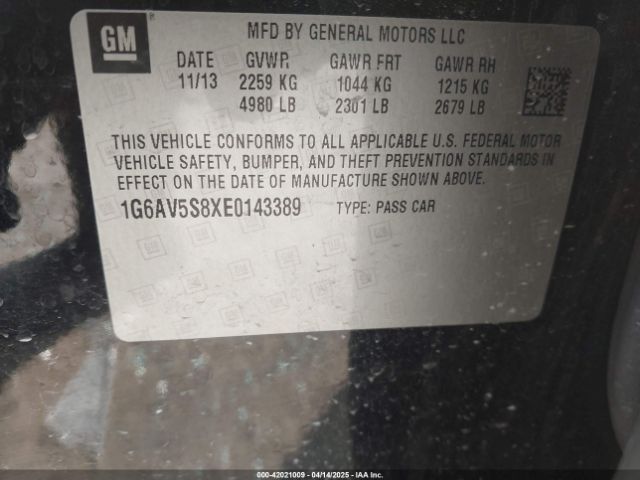 GM
MFD BY GENERAL MOTORS LLC
DATE GVWR GAWR FRT GAWR RH
11/13 2259 KG 1044 KG 1215 KG
4980 LB 2301 LB 2679 LB
THIS VEHICLE CONFORMS TO ALL APPLICABLE U.S. FEDERAL MOTOR
VEHICLE SAFETY, BUMPER, AND THEFT PREVENTION STANDARDS IN
EFFECT ON THE DATE OF MANUFACTURE SHOWN ABOVE.
1G6AV5S8XE0143389 TYPE: PASS CAR
000-42021009 - 04/14/2025 - IAA Inc.